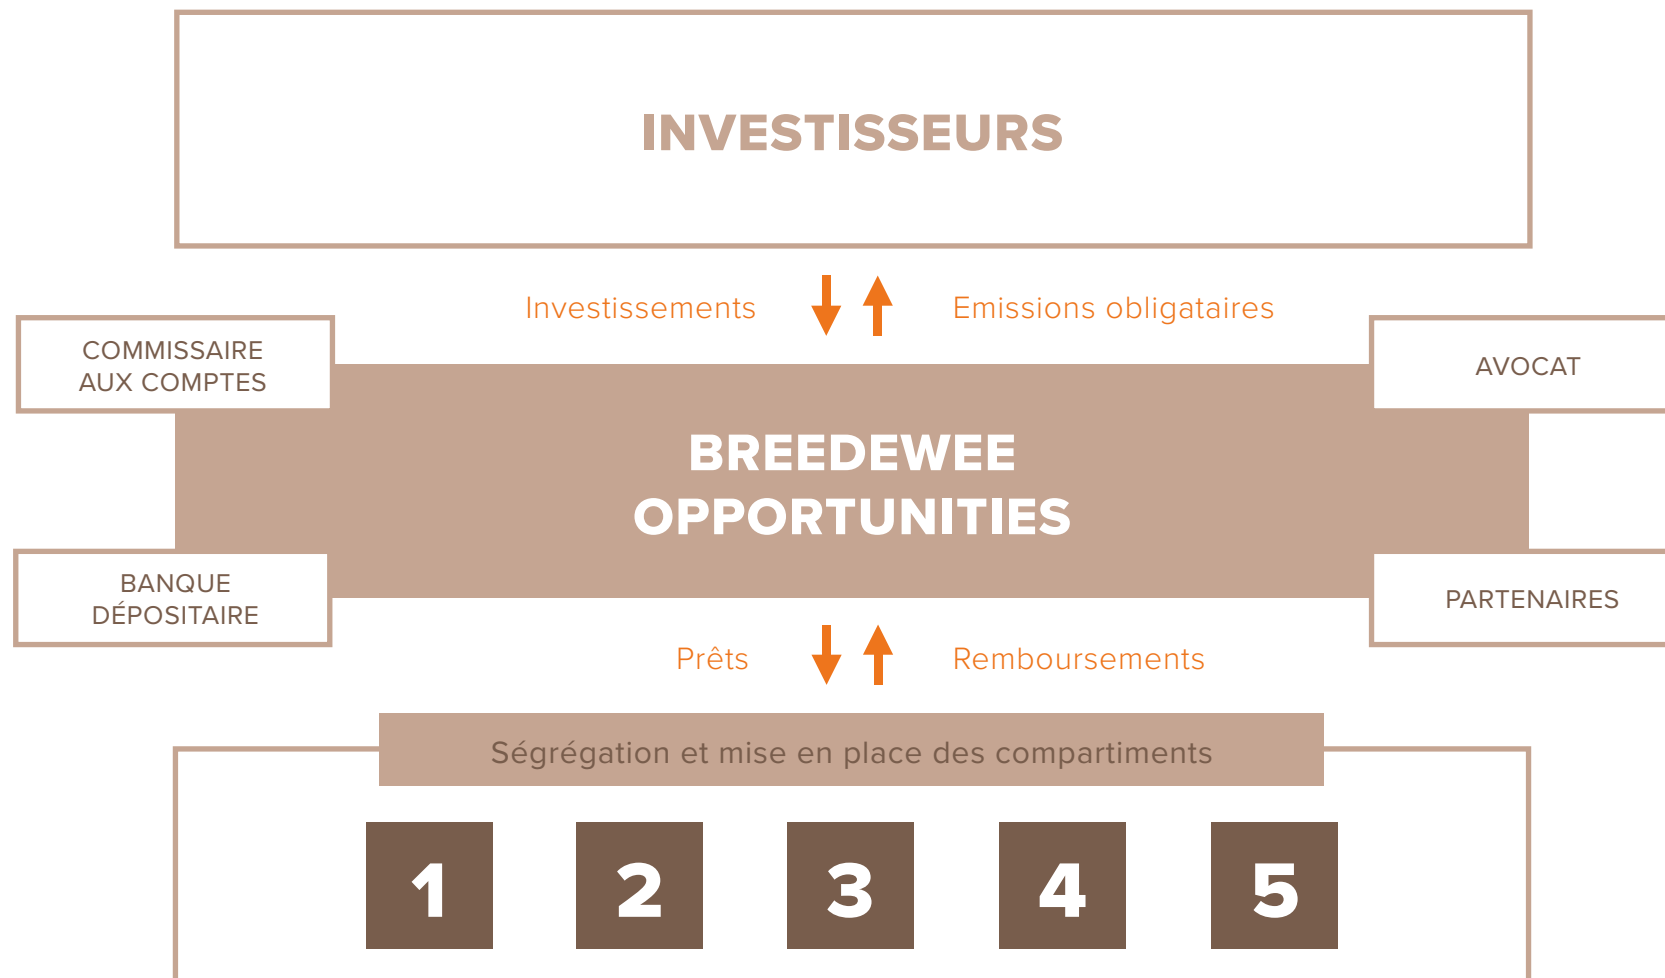 INVESTISSEURS
Investissements
Emissions obligataires
COMMISSAIRE
AUX COMPTES
AVOCAT
BREEDEWEE
OPPORTUNITIES
BANQUE
DÉPOSITAIRE
PARTENAIRES
Prêts
Remboursements
Ségrégation et mise en place des compartiments
1
2
3
4
5